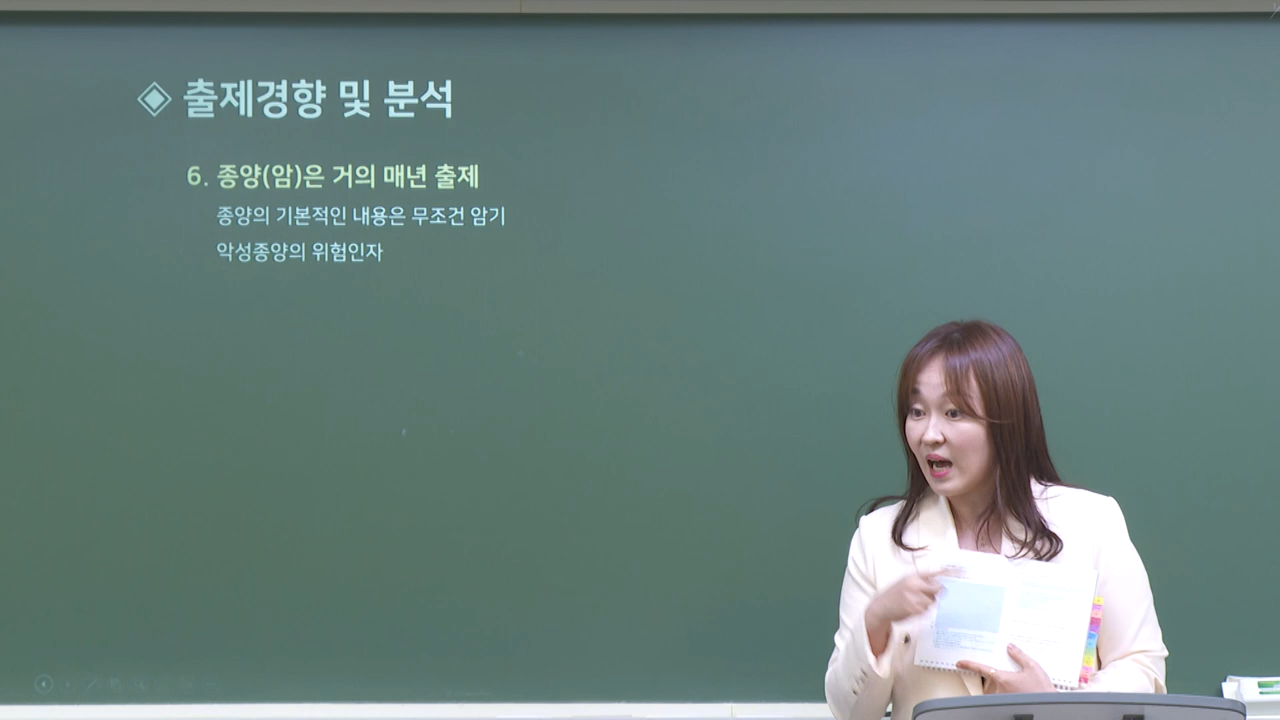 출제경향 및 분석
6. 종양(암)은 거의 매년 출제
종양의 기본적인 내용은 무조건 암기
악성종양의 위험인자